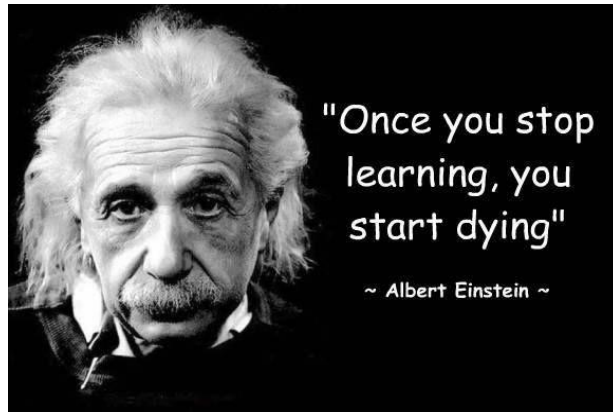 "Once you stop
learning, you
start dying"
~ Albert Einstein ~